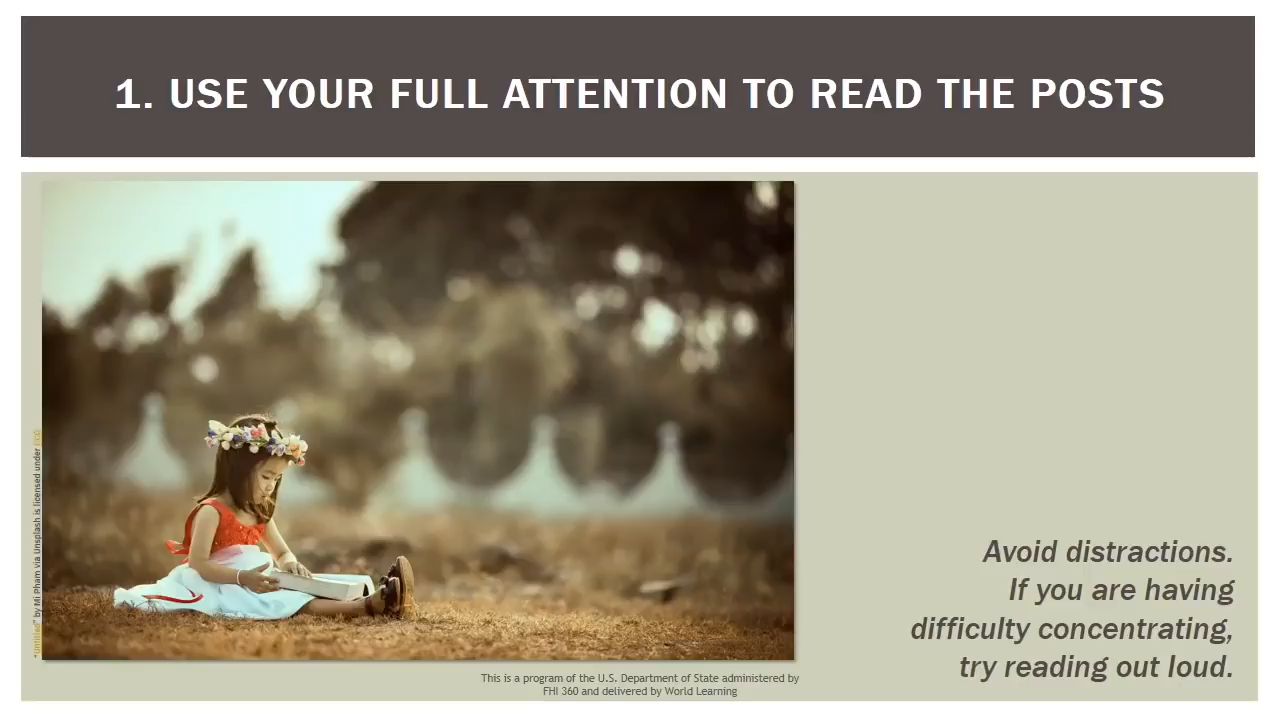 1. USE YOUR FULL ATTENTION TO READ THE POSTS
"untitled" by Mi Pham via Unsplash is licensed under CC0
Avoid distractions.
If you are having
difficulty concentrating,
try reading out loud.
This is a program of the U.S. Department of State administered by
FHI 360 and delivered by World Learning